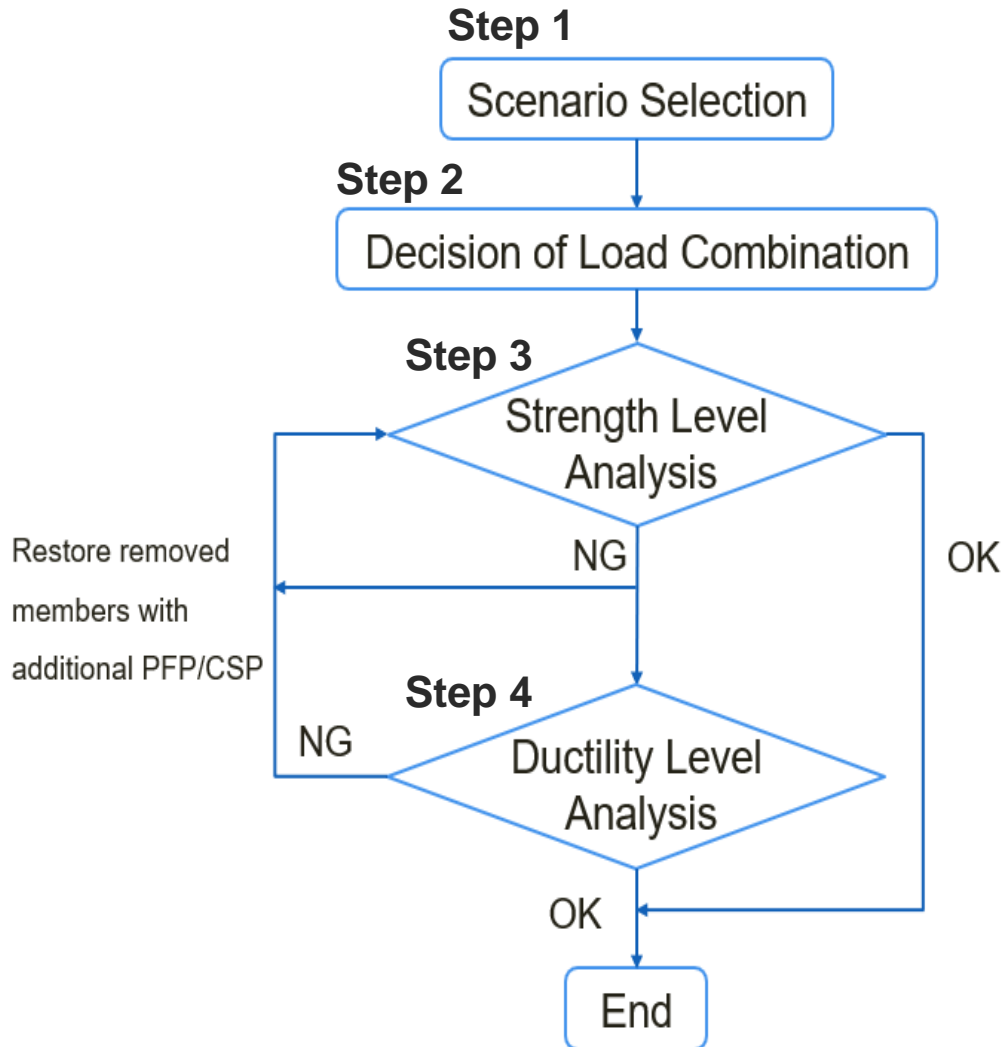 Step 1
Scenario Selection
Step 2
Decision of Load Combination
Step 3
Strength Level
Analysis
NG
OK
Restore removed
members with
additional PFP/CSP
Step 4
NG
Ductility Level
Analysis
OK
End